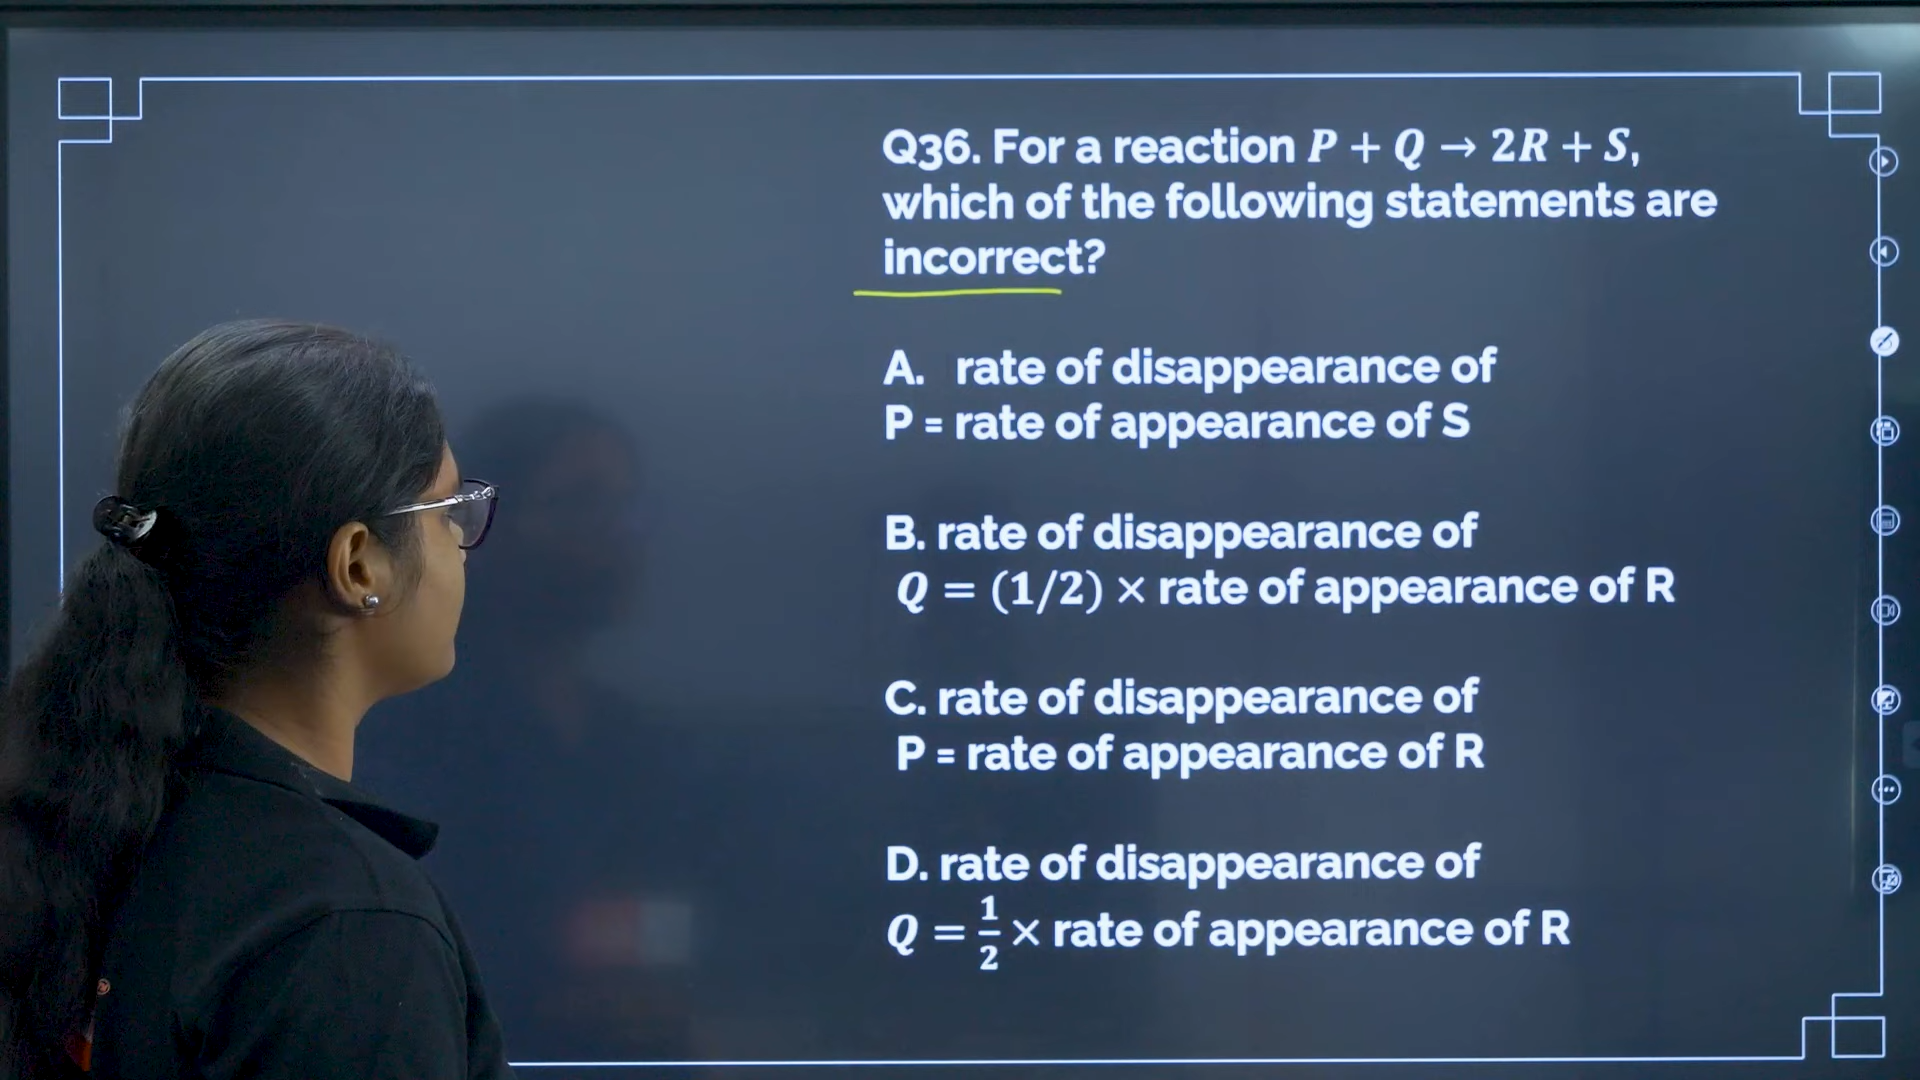 Q36. For a reaction P + Q → 2R + S,
which of the following statements are
incorrect?
A. rate of disappearance of
P = rate of appearance of S
B. rate of disappearance of
Q = (1/2) × rate of appearance of R
C. rate of disappearance of
P = rate of appearance of R
D. rate of disappearance of
Q = 1/2 × rate of appearance of R